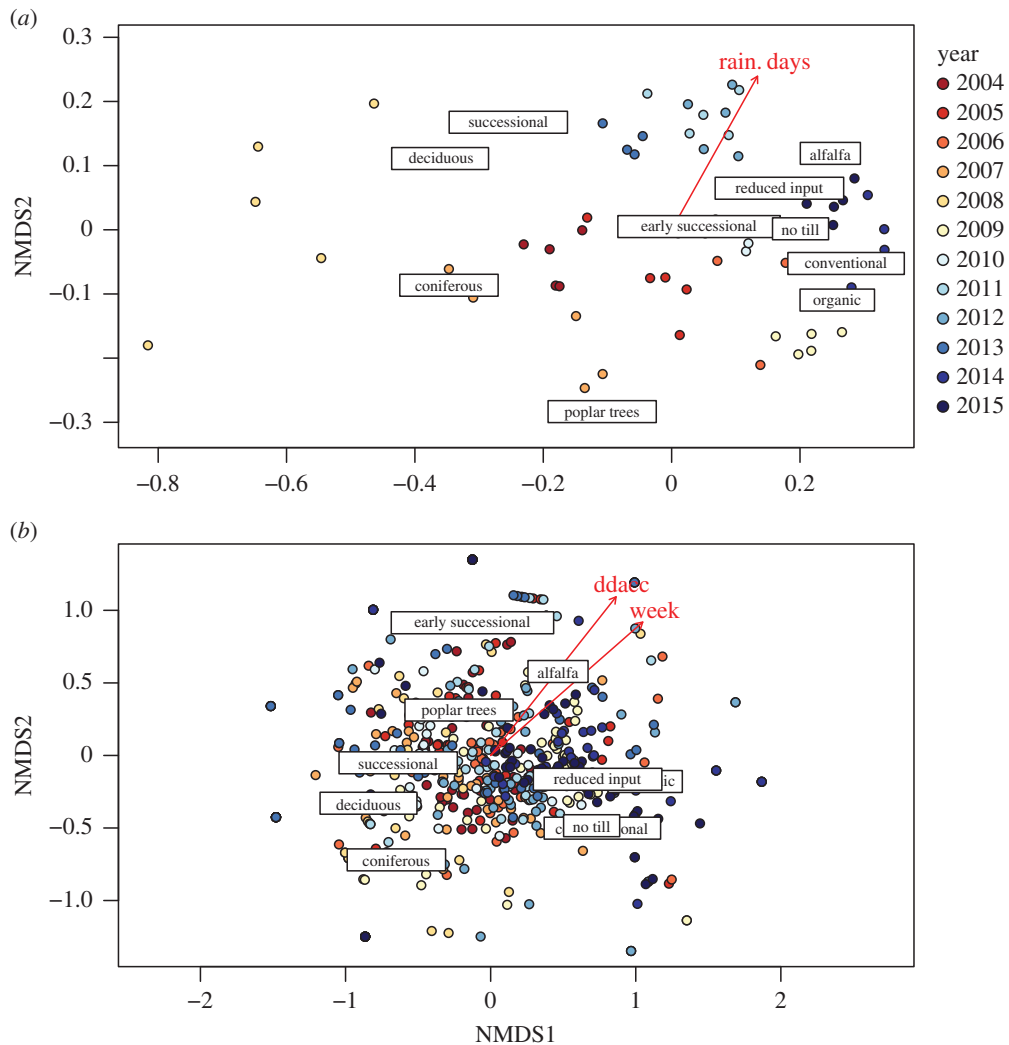 (a)
0.3
0.2
0.1
0
−0.1
−0.3
NMDS2
−0.8
−0.6
−0.4
−0.2
0
0.2
rain. days
successional
deciduous
alfalfa
reduced input
early successional
no till
conventional
coniferous
organic
poplar trees
year
2004
2005
2006
2007
2008
2009
2010
2011
2012
2013
2014
2015
(b)
1.0
0.5
0
−0.5
−1.0
NMDS2
ddacc
week
early successional
alfalfa
poplar trees
successional
reduced input
ic
deciduous
no till
c
onal
coniferous
−2
−1
0
1
2
NMDS1